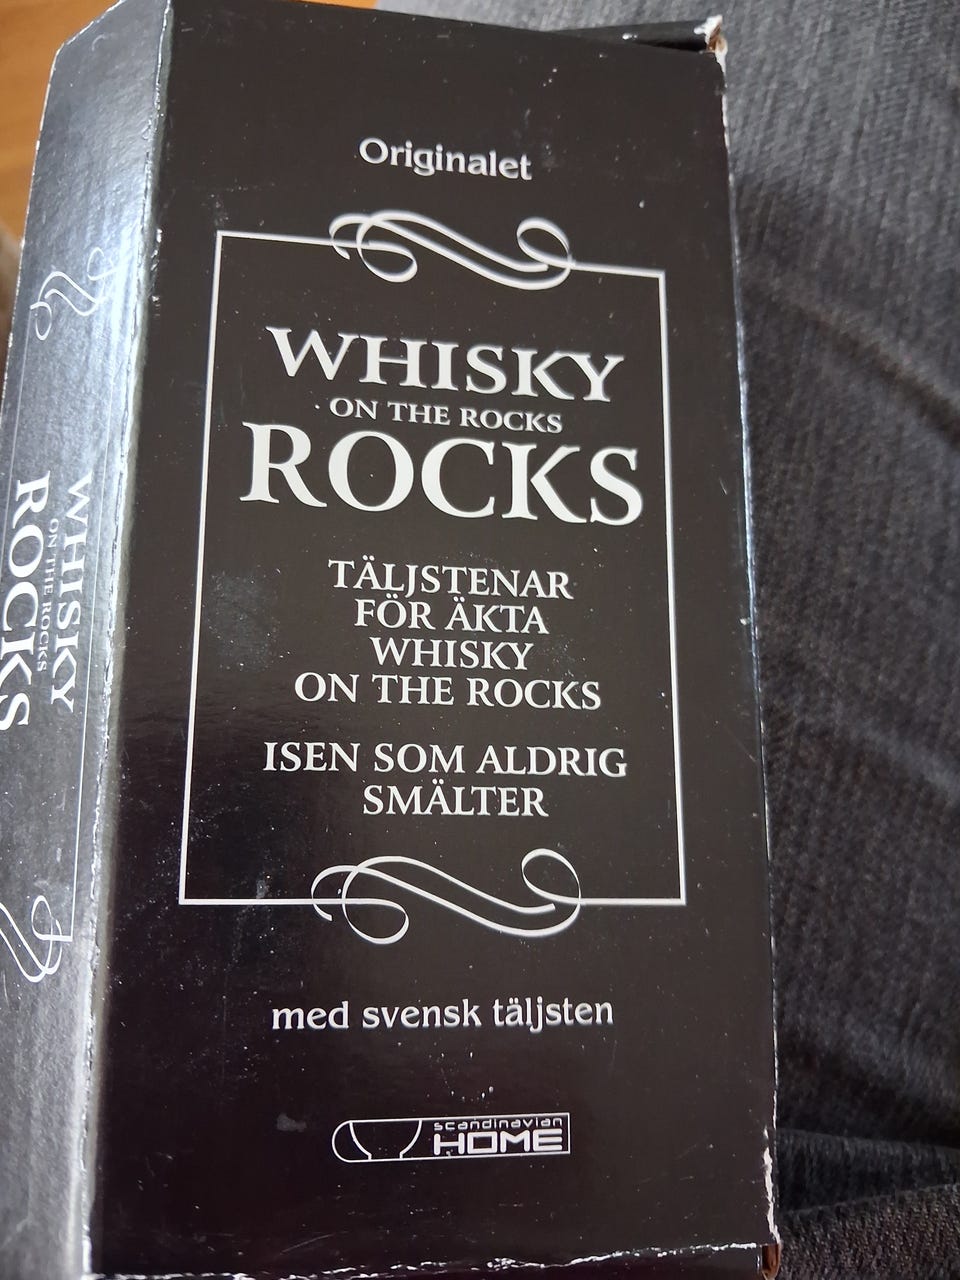 Originalet
WHISKY
ON THE ROCKS
ROCKS
TÄLJSTENAR
FÖR ÄKTA
WHISKY
ON THE ROCKS
ISEN SOM ALDRIG
SMÄLTER
med svensk täljsten
scandinavian
HOME
WHISKY
ON THE ROCKS
ROCKS